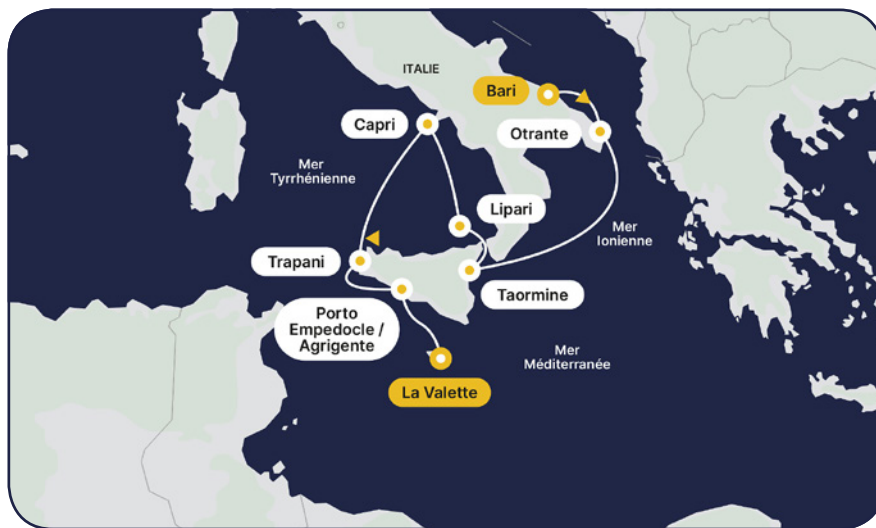 ITALIE
Bari
Capri
Otrante
Mer
Tyrrhénienne
Lipari
Mer
Ionienne
Trapani
Taormine
Porto
Empedocle /
Agrigente
Mer
Méditerranée
La Valette